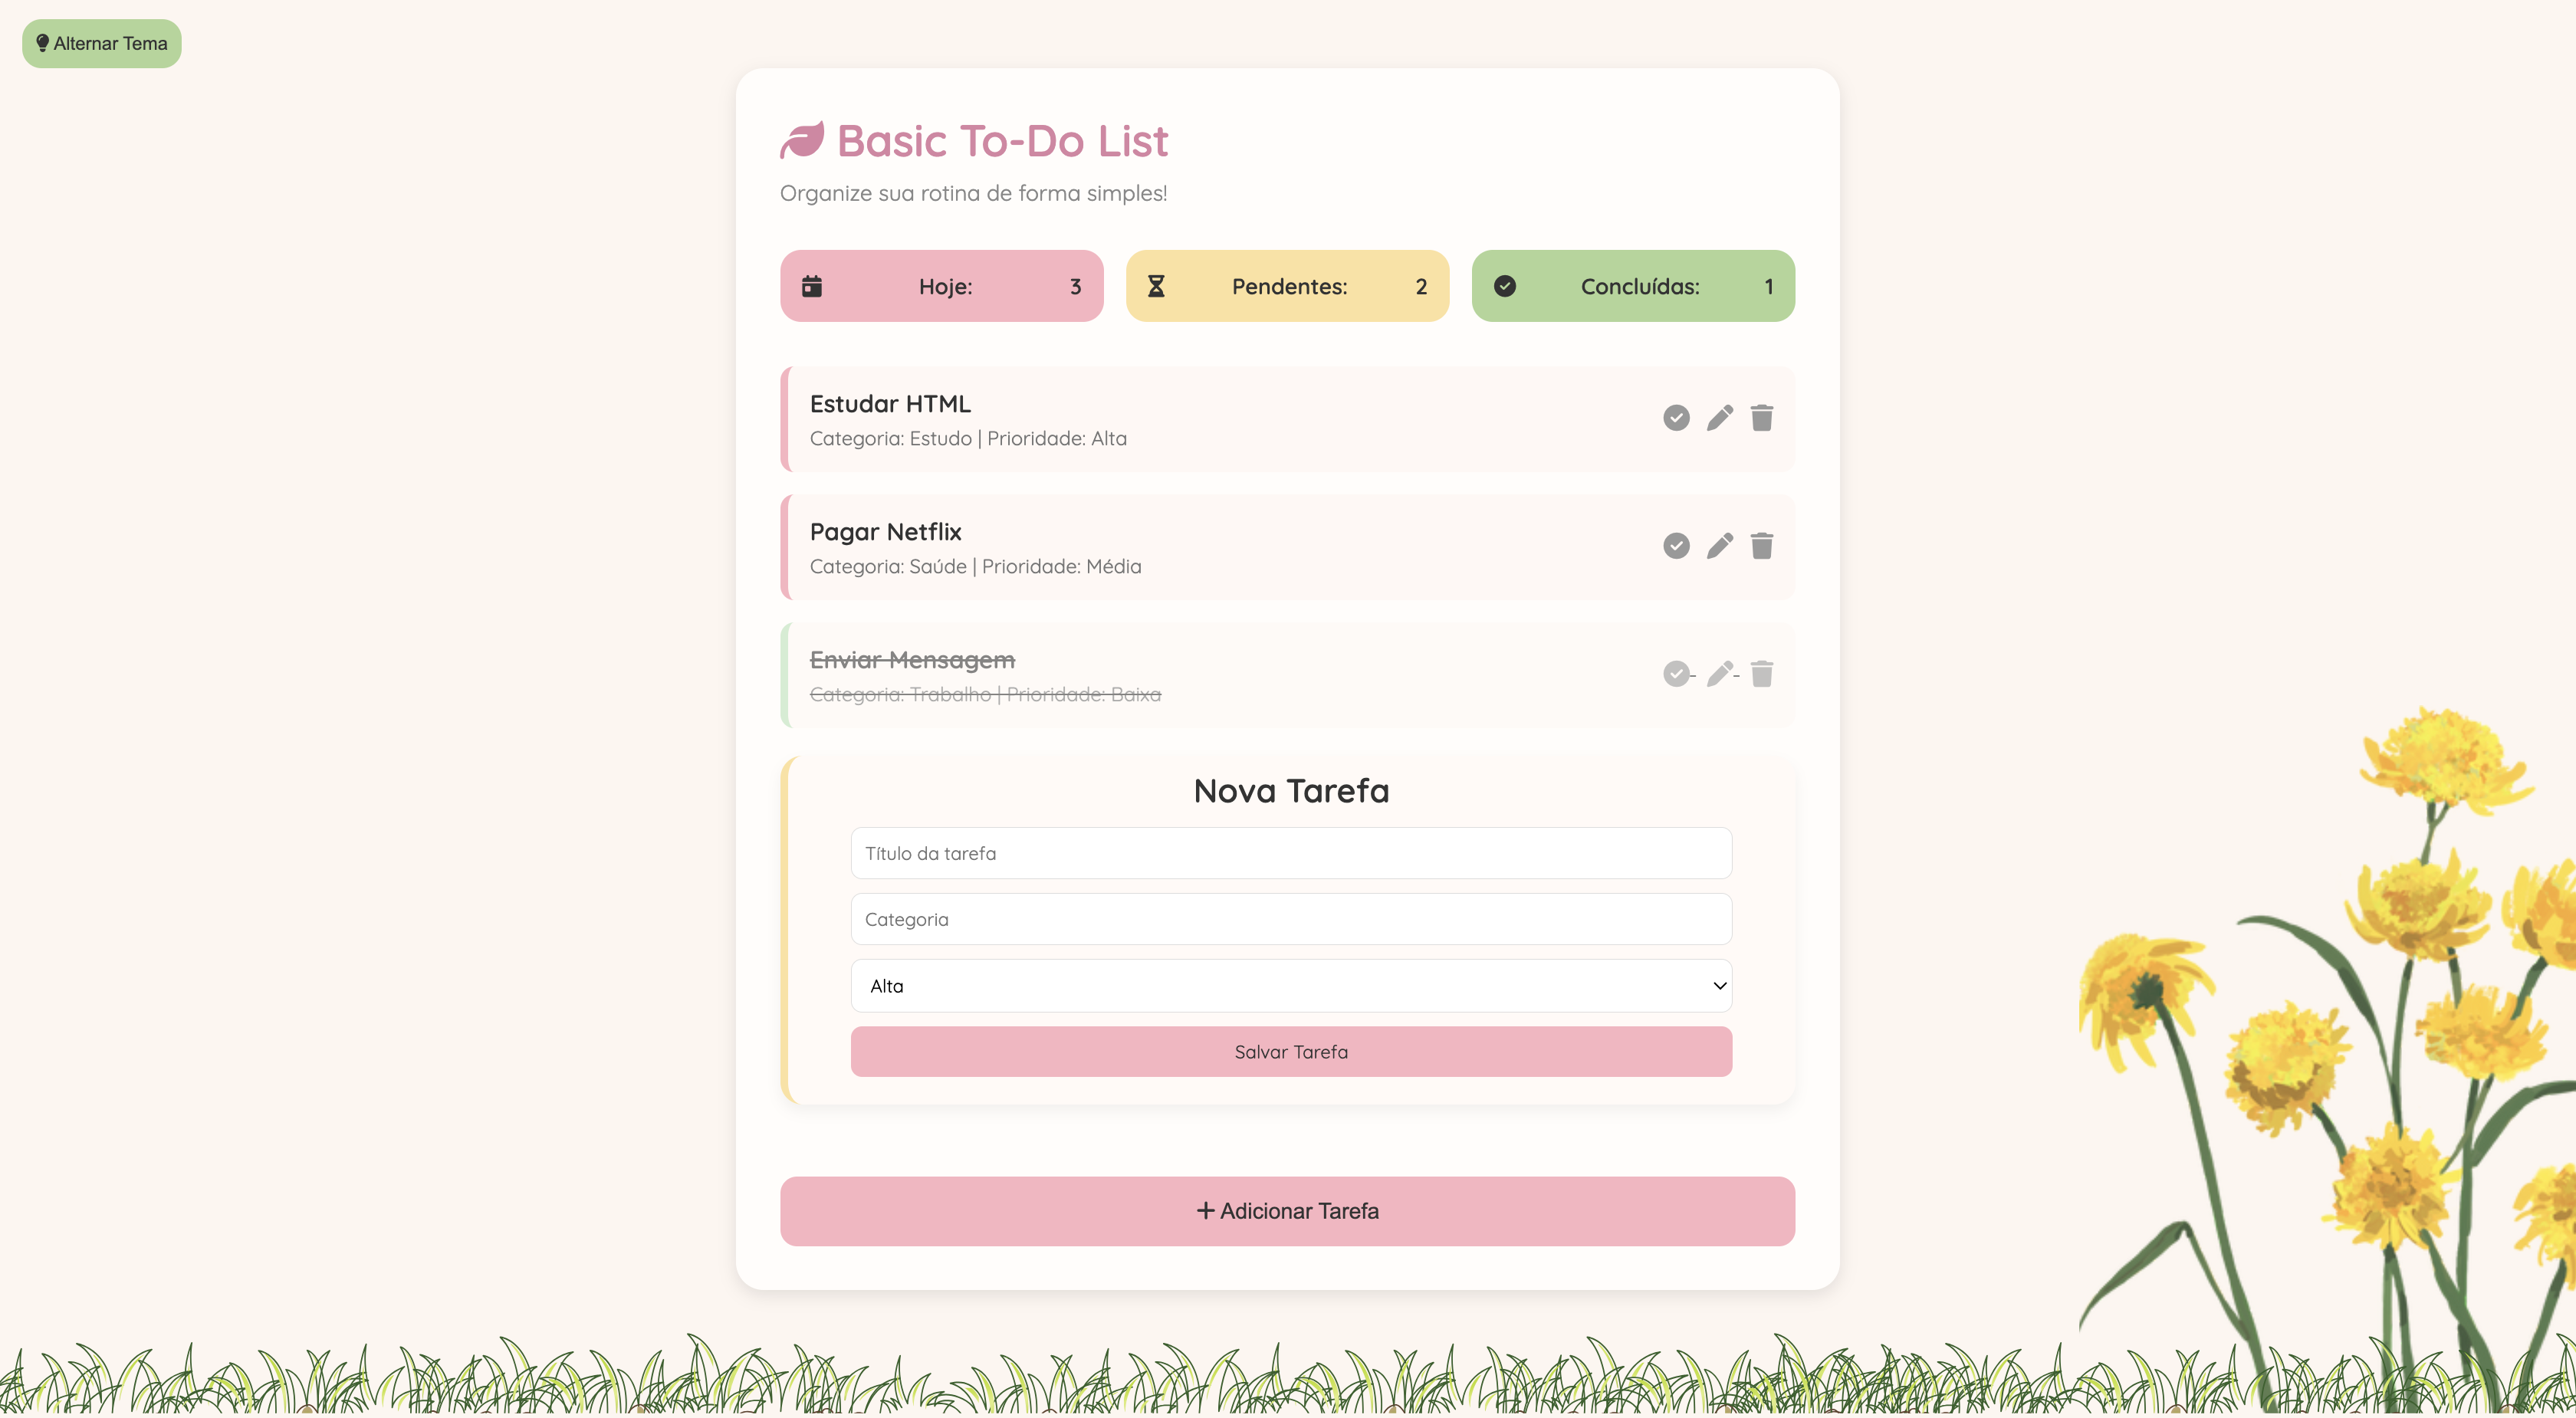 Alternar Tema
Basic To-Do List
Organize sua rotina de forma simples!
Hoje: 3
Pendentes: 2
Concluídas: 1
Estudar HTML
Categoria: Estudo | Prioridade: Alta
Pagar Netflix
Categoria: Saúde | Prioridade: Média
Enviar Mensagem
Categoria: Trabalho | Prioridade: Baixa
Nova Tarefa
Título da tarefa
Categoria
Alta
Salvar Tarefa
+ Adicionar Tarefa